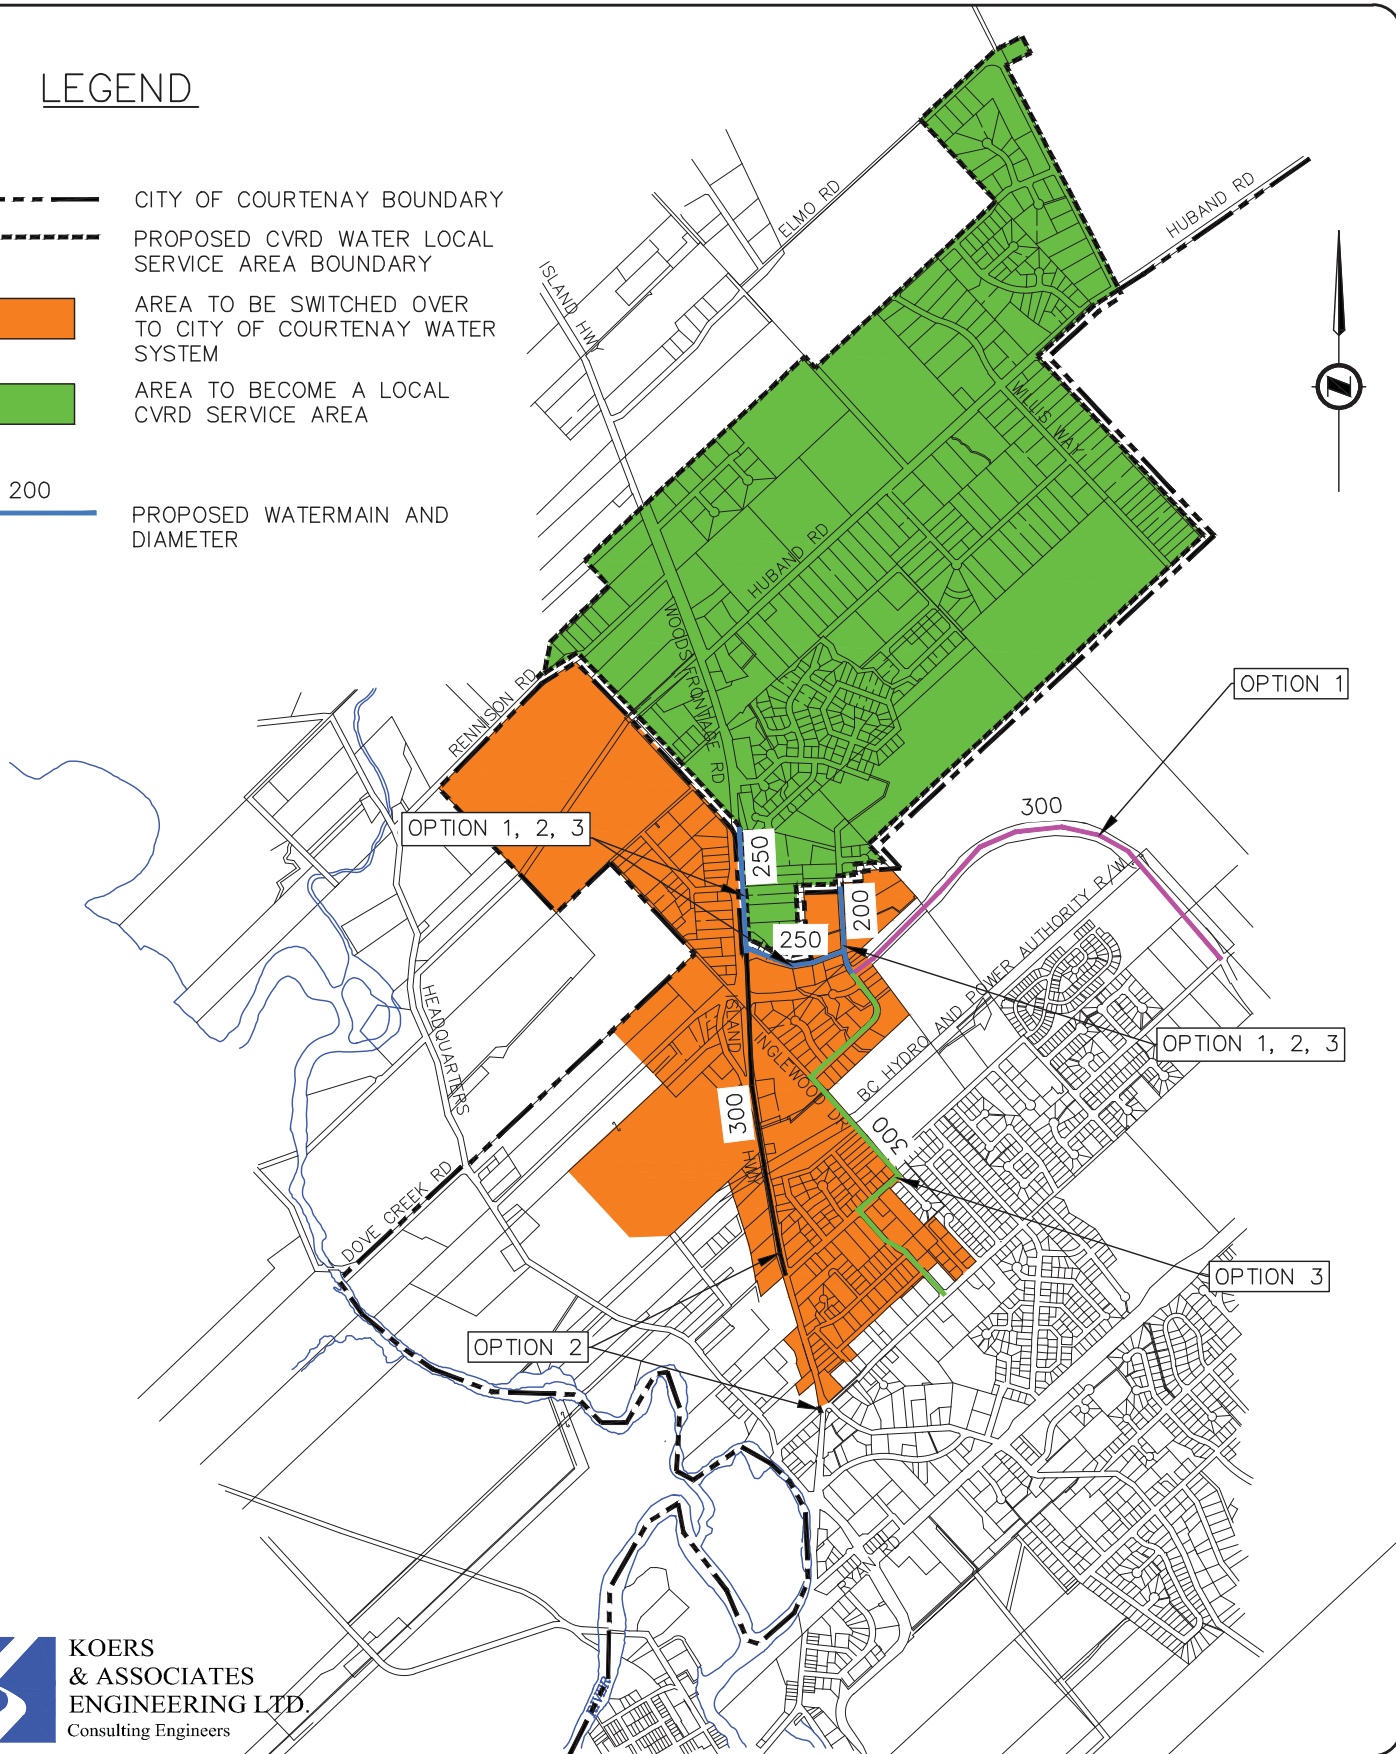 LEGEND
CITY OF COURTENAY BOUNDARY
PROPOSED CVRD WATER LOCAL
SERVICE AREA BOUNDARY
AREA TO BE SWITCHED OVER
TO CITY OF COURTENAY WATER
SYSTEM
AREA TO BECOME A LOCAL
CVRD SERVICE AREA
200
PROPOSED WATERMAIN AND
DIAMETER
ELMO RD
HUBAND RD
ISLAND HWY
WILLIS WAY
HUBAND RD
WOODS FRONTAGE RD
RENNISON RD
OPTION 1
300
OPTION 1, 2, 3
250
200
250
BC HYDRO AND POWER AUTHORITY R/W
HEADQUARTERS
ISLAND
INGLEWOOD DR
OPTION 1, 2, 3
300
300
HWY
DOVE CREEK RD
OPTION 3
OPTION 2
RYAN RD
RIVER
KOERS
& ASSOCIATES
ENGINEERING LTD.
Consulting Engineers